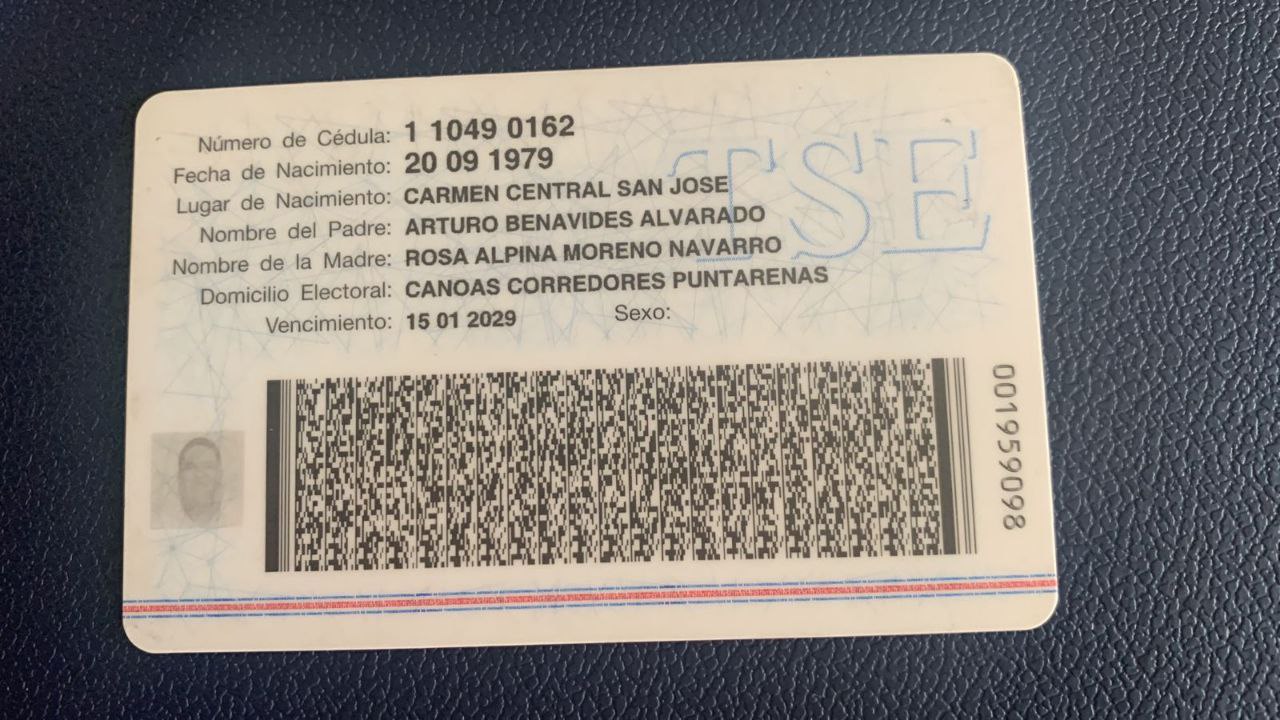 Número de Cédula: 1 1049 0162
Fecha de Nacimiento: 20 09 1979
Lugar de Nacimiento: CARMEN CENTRAL SAN JOSE
Nombre del Padre: ARTURO BENAVIDES ALVARADO
Nombre de la Madre: ROSA ALPINA MORENO NAVARRO
Domicilio Electoral: CANOAS CORREDORES PUNTARENAS
Vencimiento: 15 01 2029 Sexo:
TSE
001959098